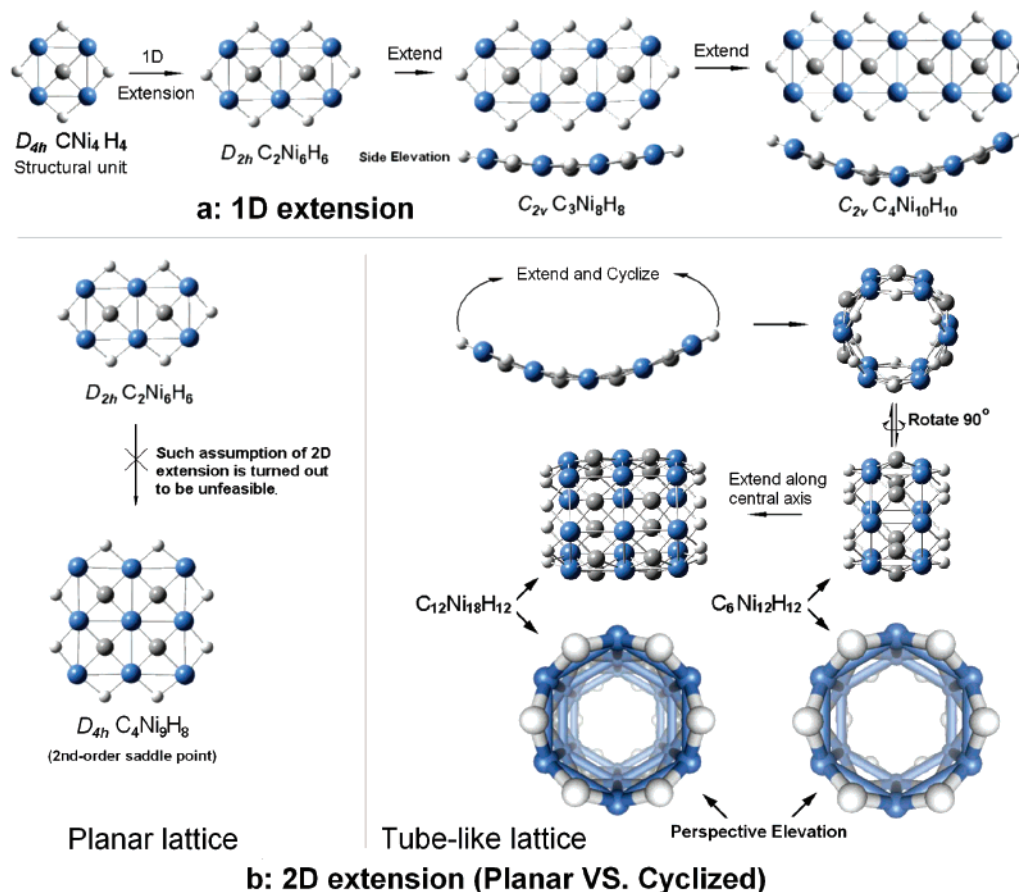 1D
Extension
Extend
Extend
D4h CNi4 H4
Structural unit
D2h C2Ni6H6
Side Elevation
C2v C3Ni8H8
C2v C4Ni10H10
a: 1D extension
D2h C2Ni6H6
Such assumption of 2D
extension is turned out
to be unfeasible.
D4h C4Ni9H8
(2nd-order saddle point)
Planar lattice
Extend and Cyclize
Rotate 90°
Extend along
central axis
C12Ni18H12
C6Ni12H12
Perspective Elevation
Tube-like lattice
b: 2D extension (Planar VS. Cyclized)